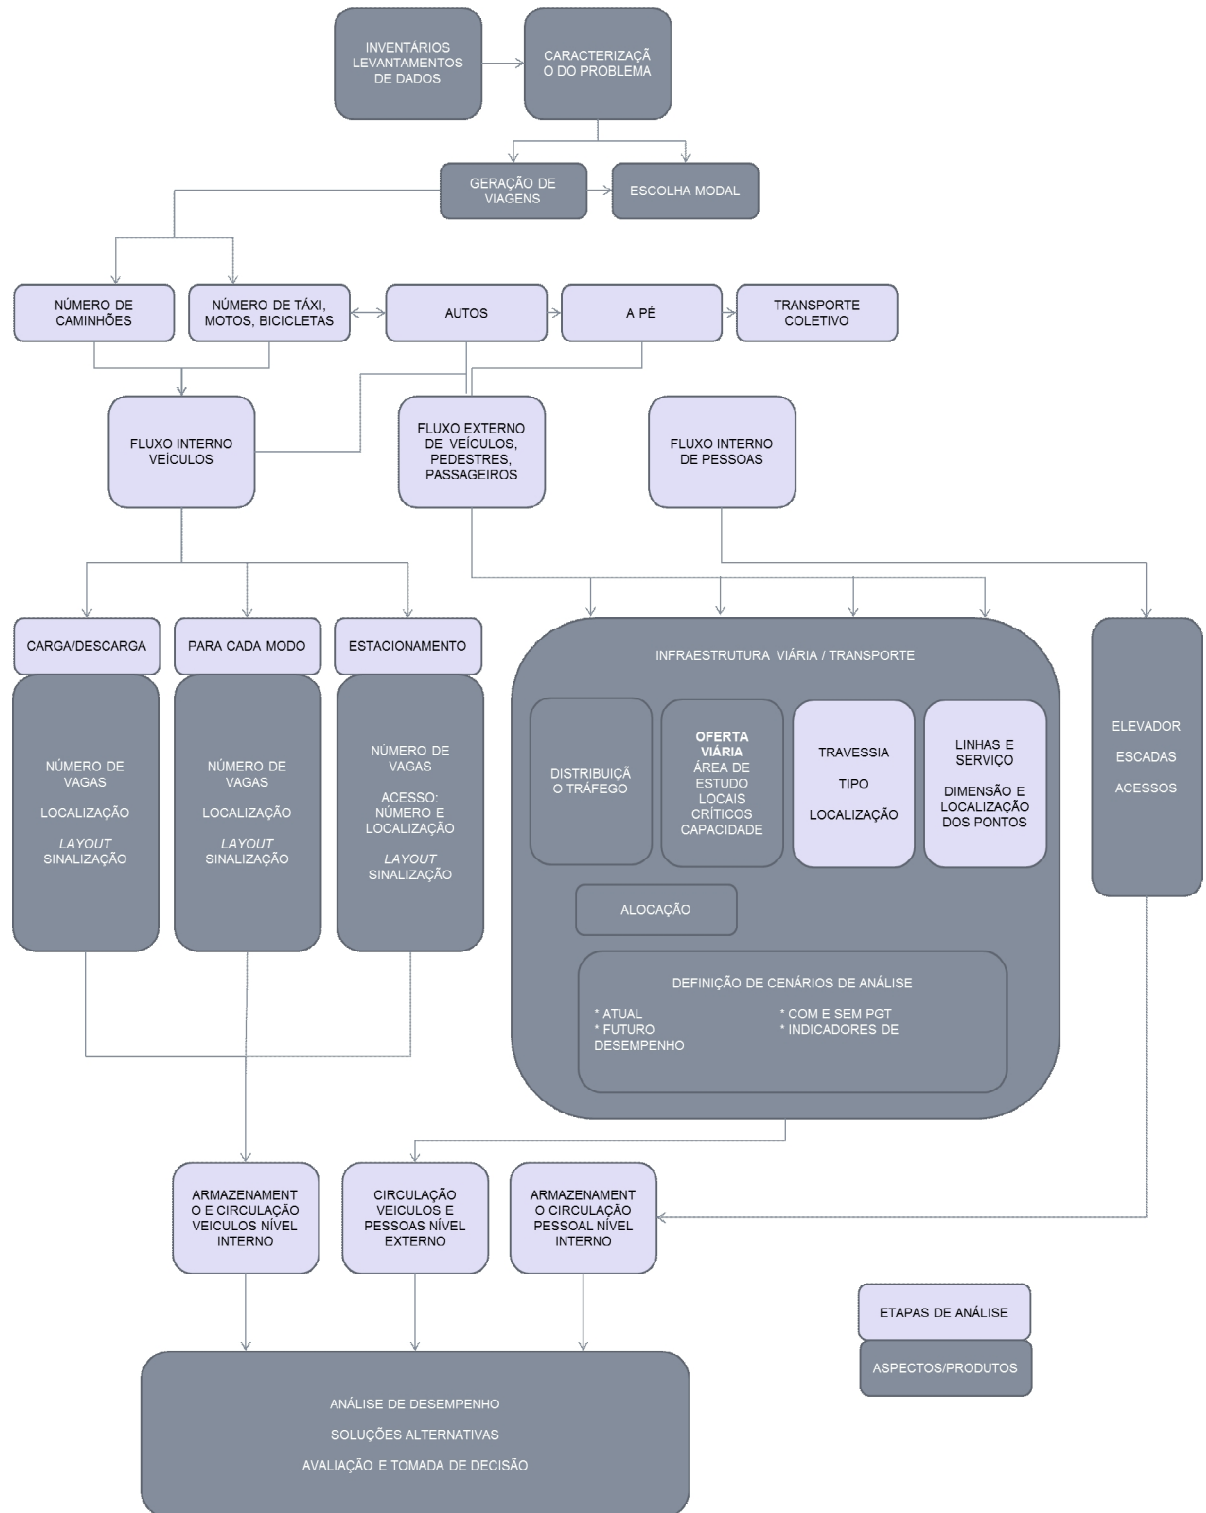 INVENTÁRIOS
LEVANTAMENTOS
DE DADOS
CARACTERIZAÇÃ
O DO PROBLEMA
GERAÇÃO DE
VIAGENS
ESCOLHA MODAL
NÚMERO DE
CAMINHÕES
NÚMERO DE TÁXI,
MOTOS, BICICLETAS
AUTOS
A PÉ
TRANSPORTE
COLETIVO
FLUXO INTERNO
VEÍCULOS
FLUXO EXTERNO
DE VEÍCULOS,
PEDESTRES,
PASSAGEIROS
FLUXO INTERNO
DE PESSOAS
CARGA/DESCARGA
NÚMERO DE
VAGAS
LOCALIZAÇÃO
LAYOUT
SINALIZAÇÃO
PARA CADA MODO
NÚMERO DE
VAGAS
LOCALIZAÇÃO
LAYOUT
SINALIZAÇÃO
ESTACIONAMENTO
NÚMERO DE
VAGAS
ACESSO:
NÚMERO E
LOCALIZAÇÃO
LAYOUT
SINALIZAÇÃO
INFRAESTRUTURA VIÁRIA / TRANSPORTE
DISTRIBUIÇÃ
O TRÁFEGO
OFERTA
VIÁRIA
ÁREA DE
ESTUDO
LOCAIS
CRÍTICOS
CAPACIDADE
TRAVESSIA
TIPO
LOCALIZAÇÃO
LINHAS E
SERVIÇO
DIMENSÃO E
LOCALIZAÇÃO
DOS PONTOS
ALOCAÇÃO
DEFINIÇÃO DE CENÁRIOS DE ANÁLISE
* ATUAL * COM E SEM PGT
* FUTURO * INDICADORES DE
DESEMPENHO
ELEVADOR
ESCADAS
ACESSOS
ARMAZENAMENT
O E CIRCULAÇÃO
VEICULOS NÍVEL
INTERNO
CIRCULAÇÃO
VEICULOS E
PESSOAS NÍVEL
EXTERNO
ARMAZENAMENT
O CIRCULAÇÃO
PESSOAL NÍVEL
INTERNO
ETAPAS DE ANÁLISE
ASPECTOS/PRODUTOS
ANÁLISE DE DESEMPENHO
SOLUÇÕES ALTERNATIVAS
AVALIAÇÃO E TOMADA DE DECISÃO